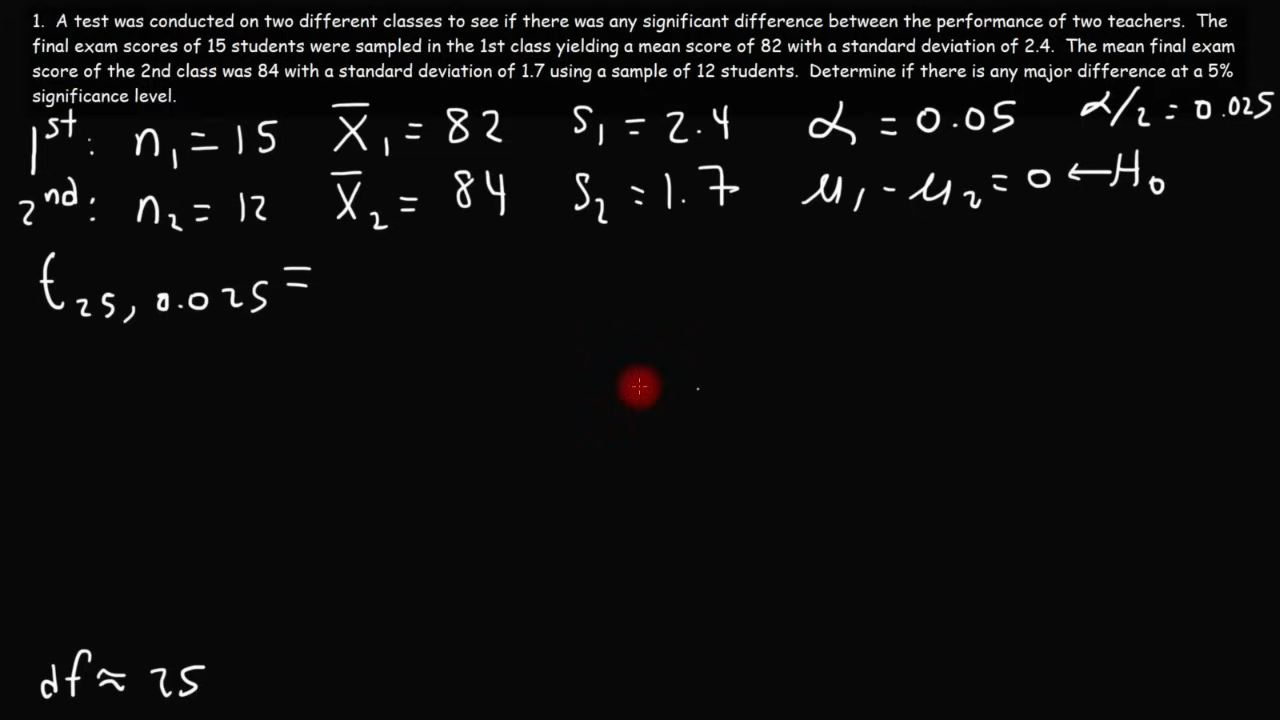 1. A test was conducted on two different classes to see if there was any significant difference between the performance of two teachers. The
final exam scores of 15 students were sampled in the 1st class yielding a mean score of 82 with a standard deviation of 2.4. The mean final exam
score of the 2nd class was 84 with a standard deviation of 1.7 using a sample of 12 students. Determine if there is any major difference at a 5%
significance level.
1st: n₁ = 15 X̄₁ = 82 S₁ = 2.4 α = 0.05 α/2 = 0.025
2nd: n₂ = 12 X̄₂ = 84 S₂ = 1.7 μ₁ - μ₂ = 0 ← H₀
t₂₅, ₀.₀₂₅ =
df ≈ 25